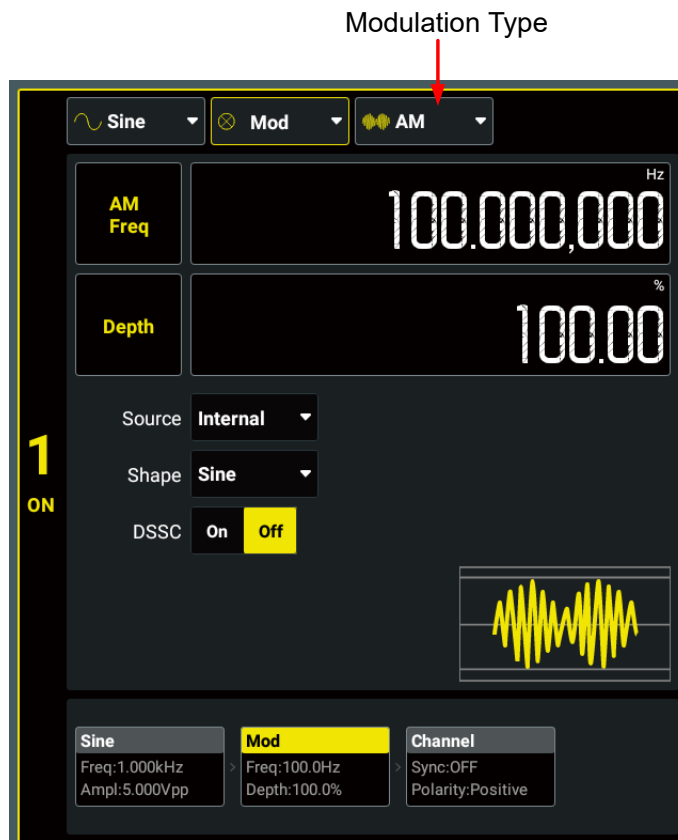 Modulation Type
Sine
Mod
AM
AM
Freq
Hz
100.000,000
Depth
%
100.00
Source Internal
Shape Sine
DSSC On Off
1
ON
Sine
Freq:1.000kHz
Ampl:5.000Vpp
>
Mod
Freq:100.0Hz
Depth:100.0%
>
Channel
Sync:OFF
Polarity:Positive